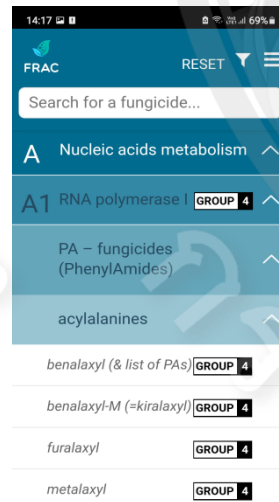 14:17 69%
FRAC
RESET
Search for a fungicide...
A Nucleic acids metabolism
A1 RNA polymerase I GROUP 4
PA – fungicides
(PhenylAmides)
acylalanines
benalaxyl (& list of PAs) GROUP 4
benalaxyl-M (=kiralaxyl) GROUP 4
furalaxyl GROUP 4
metalaxyl GROUP 4